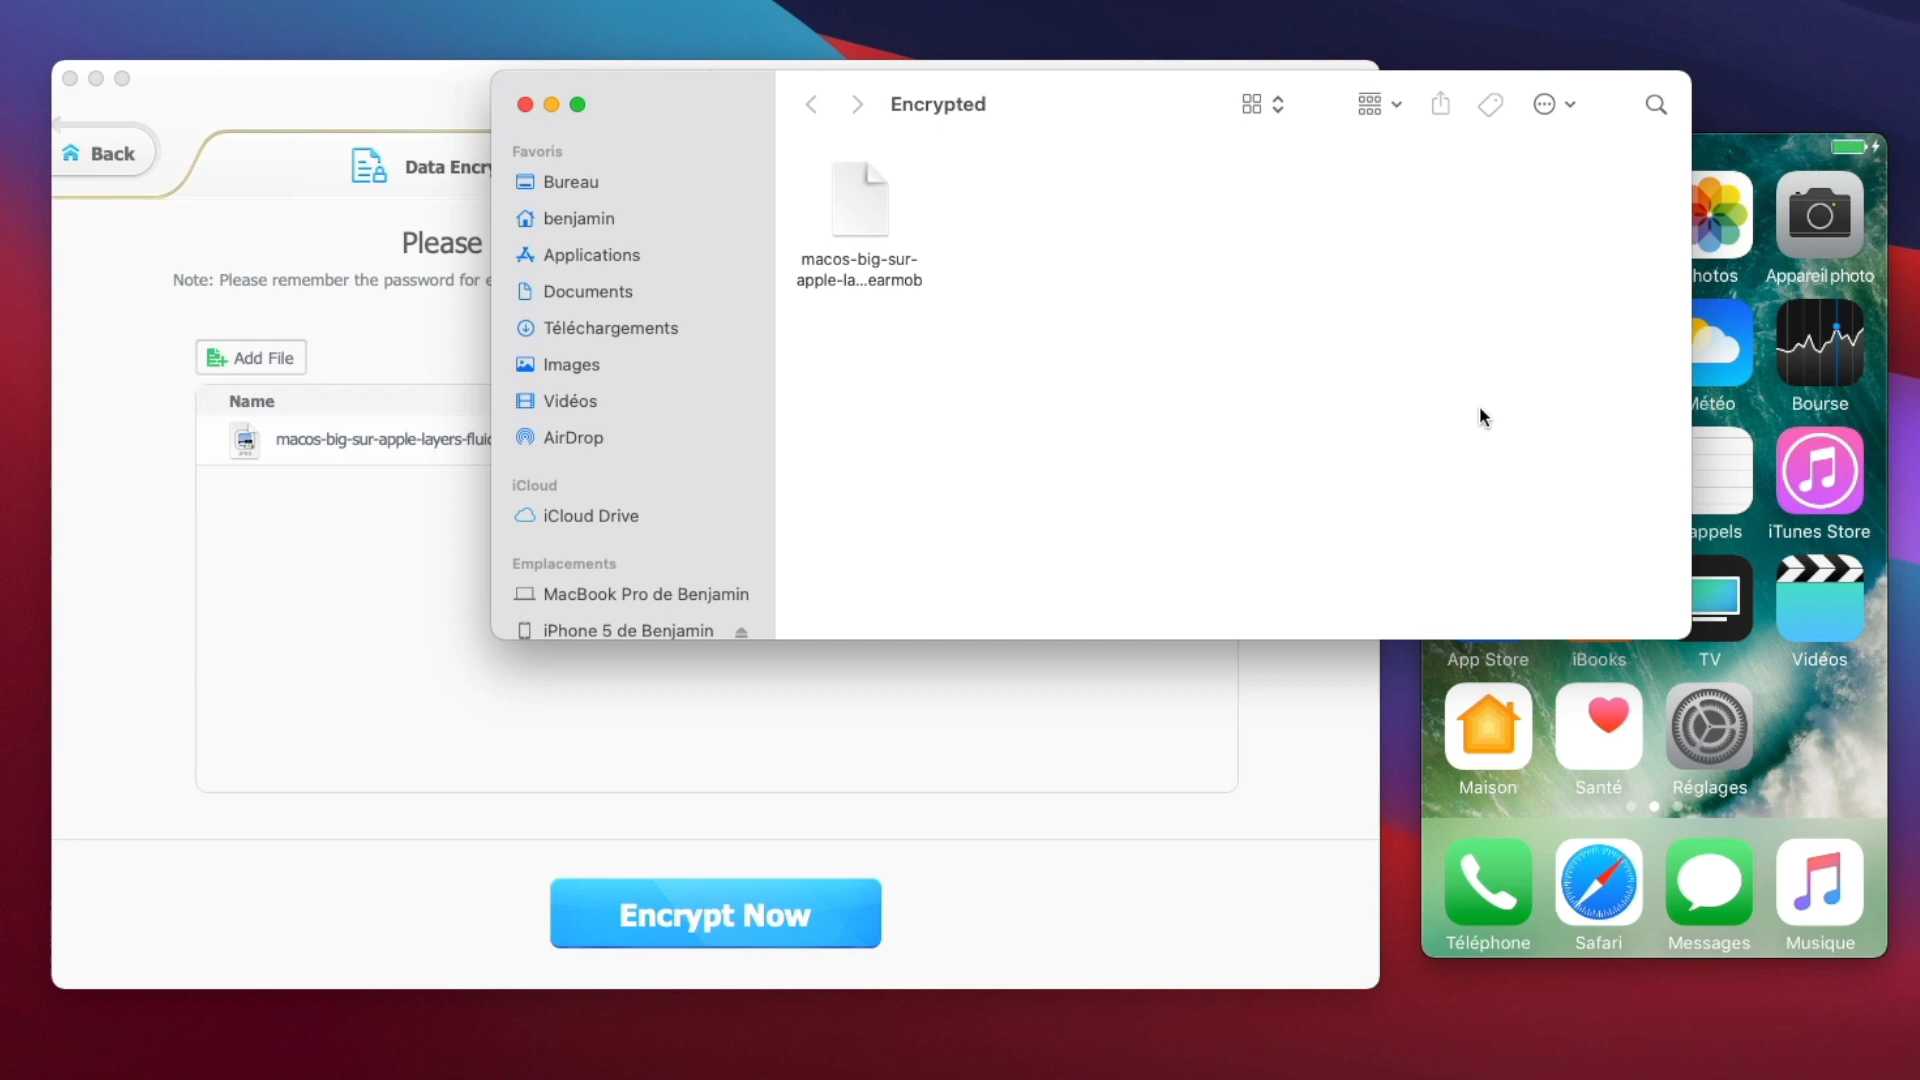 Back
Data Encry
Please
Note: Please remember the password for e
Add File
Name
macos-big-sur-apple-layers-fluid
Encrypt Now
Encrypted
Favoris
Bureau
benjamin
Applications
Documents
Téléchargements
Images
Vidéos
AirDrop
iCloud
iCloud Drive
Emplacements
MacBook Pro de Benjamin
iPhone 5 de Benjamin
macos-big-sur-
apple-la...earmob
hotos
Appareil photo
Météo
Bourse
appels
iTunes Store
App Store
iBooks
TV
Vidéos
Maison
Santé
Réglages
Téléphone
Safari
Messages
Musique